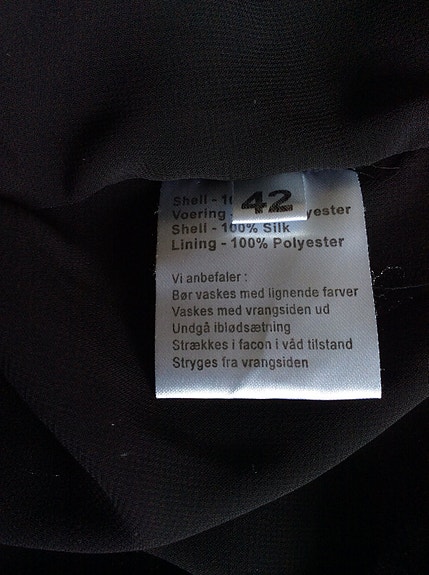 42
Shell -
Voering -
Shell - 100% Silk
Lining - 100% Polyester
Vi anbefaler :
Bør vaskes med lignende farver
Vaskes med vrangsiden ud
Undgå iblødsætning
Strækkes i facon i våd tilstand
Stryges fra vrangsiden